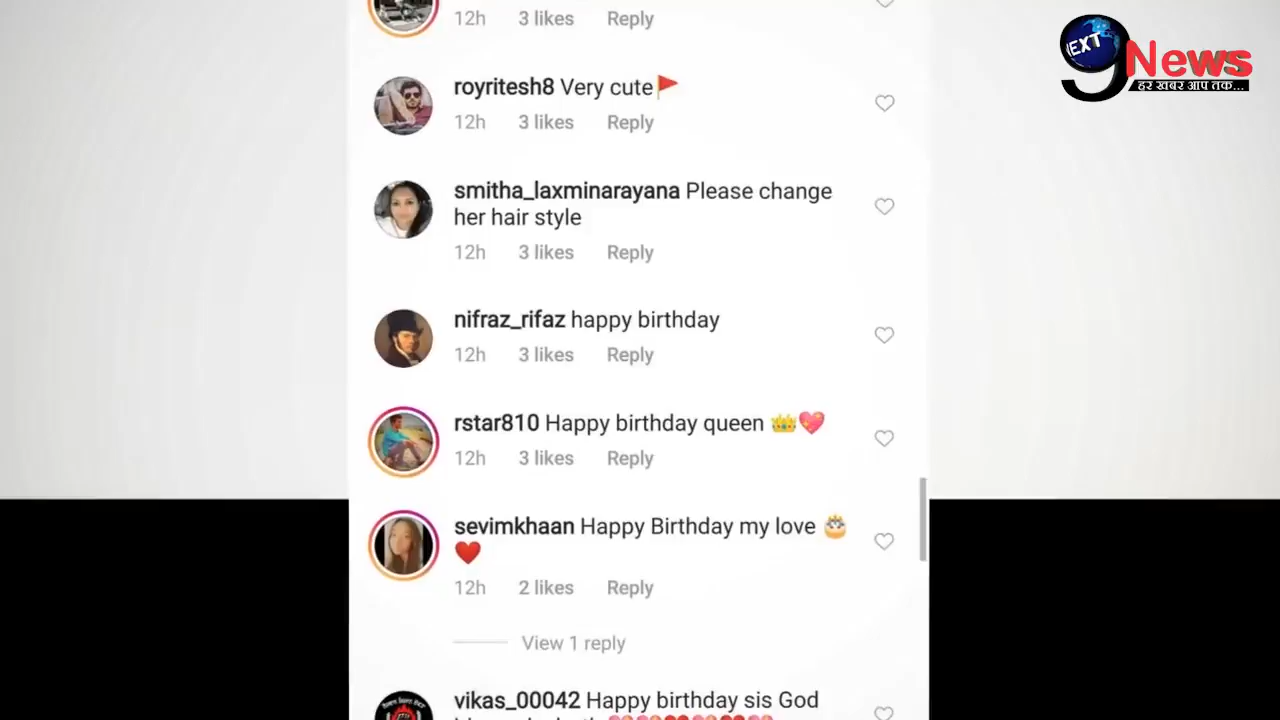 12h 3 likes Reply
NEXT
9 News
हर खबर आप तक...
royritesh8 Very cute🚩
12h 3 likes Reply
smitha_laxminarayana Please change
her hair style
12h 3 likes Reply
nifraz_rifaz happy birthday
12h 3 likes Reply
rstar810 Happy birthday queen 👑💖
12h 3 likes Reply
sevimkhaan Happy Birthday my love 🎂
❤️
12h 2 likes Reply
View 1 reply
vikas_00042 Happy birthday sis God